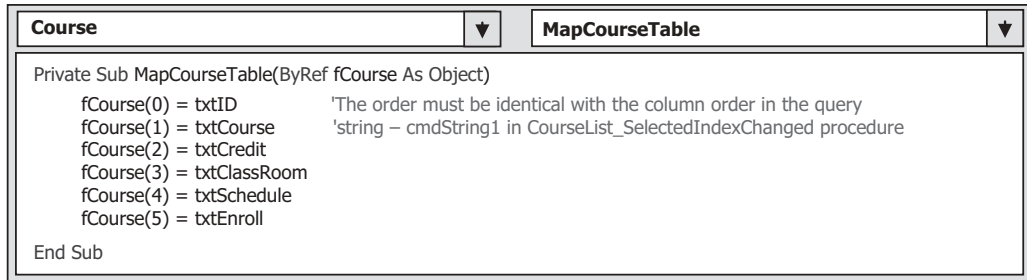 Course MapCourseTable
Private Sub MapCourseTable(ByRef fCourse As Object)
fCourse(0) = txtID 'The order must be identical with the column order in the query
fCourse(1) = txtCourse 'string – cmdString1 in CourseList_SelectedIndexChanged procedure
fCourse(2) = txtCredit
fCourse(3) = txtClassRoom
fCourse(4) = txtSchedule
fCourse(5) = txtEnroll
End Sub